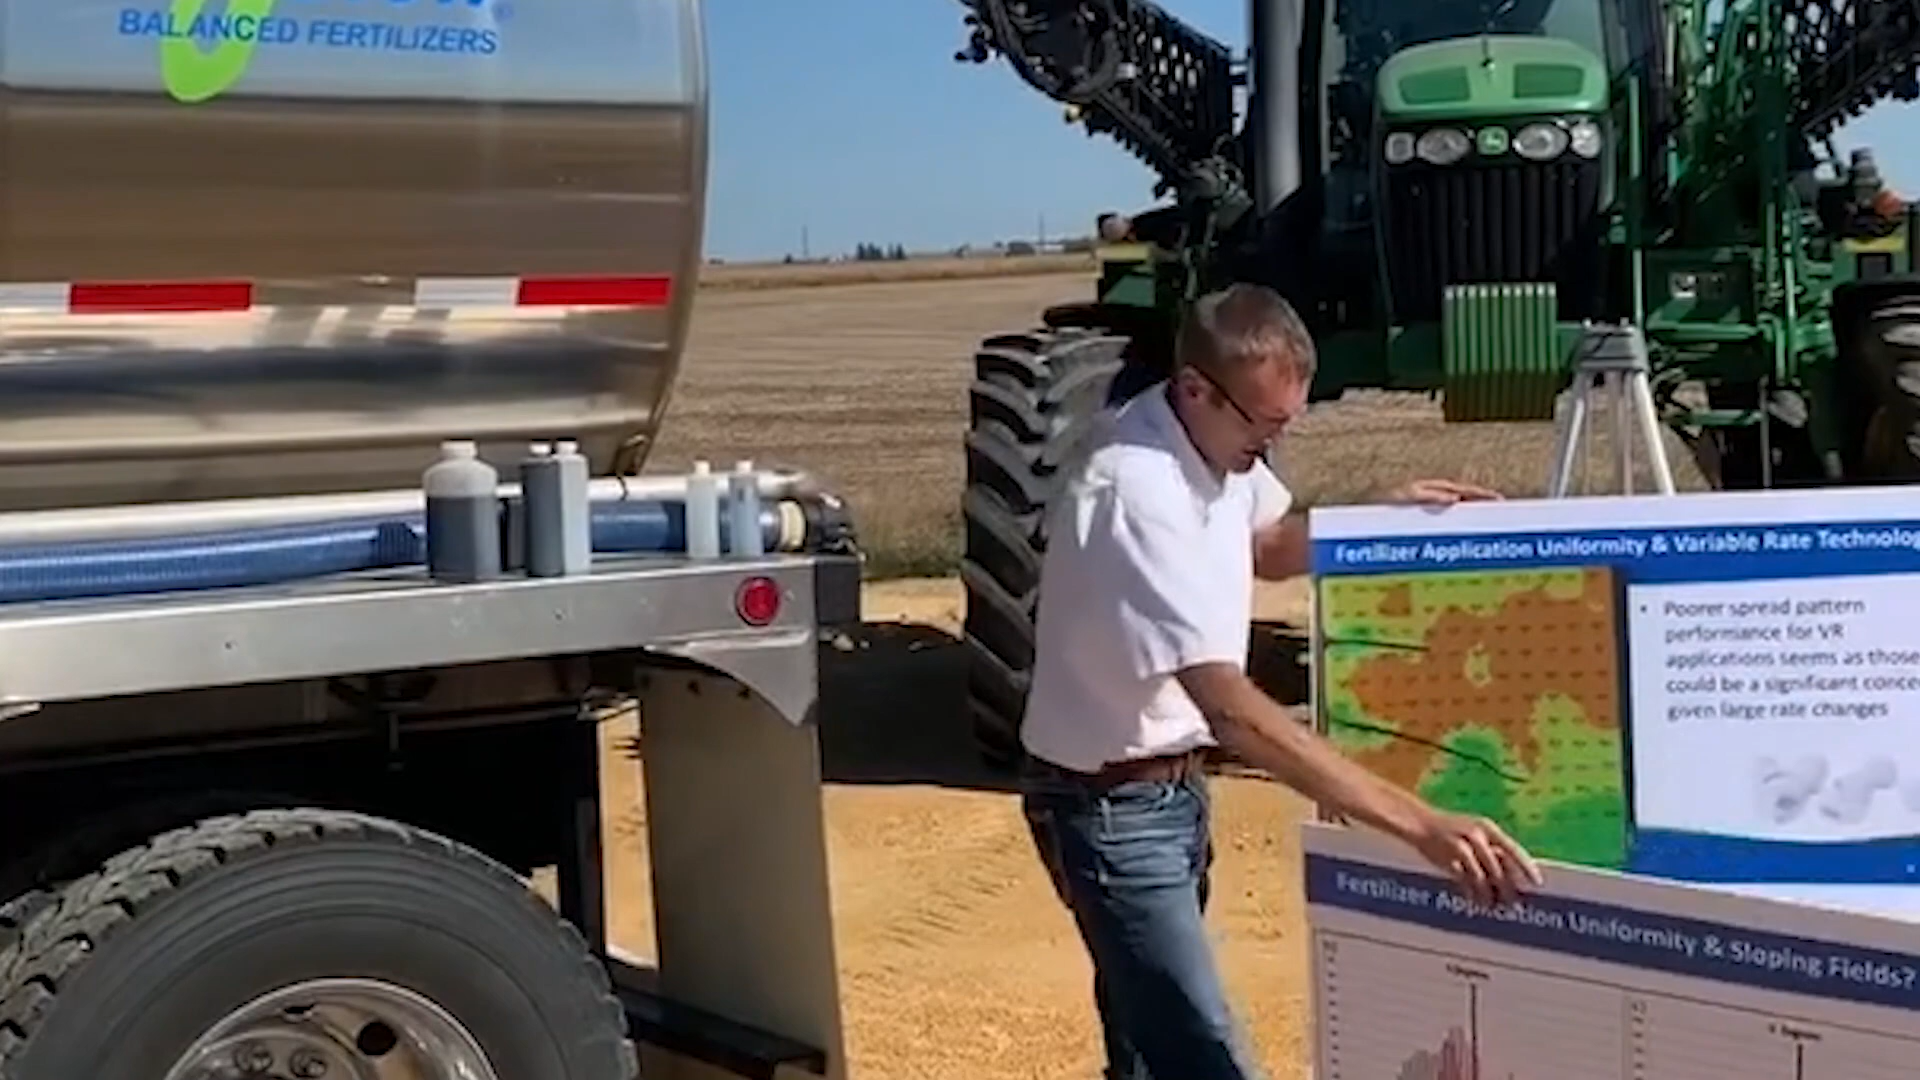 BALANCED FERTILIZERS
Fertilizer Application Uniformity & Variable Rate Technolog
• Poorer spread pattern
performance for VR
applications seems as those
could be a significant conce
given large rate changes
Fertilizer Application Uniformity & Sloping Fields?